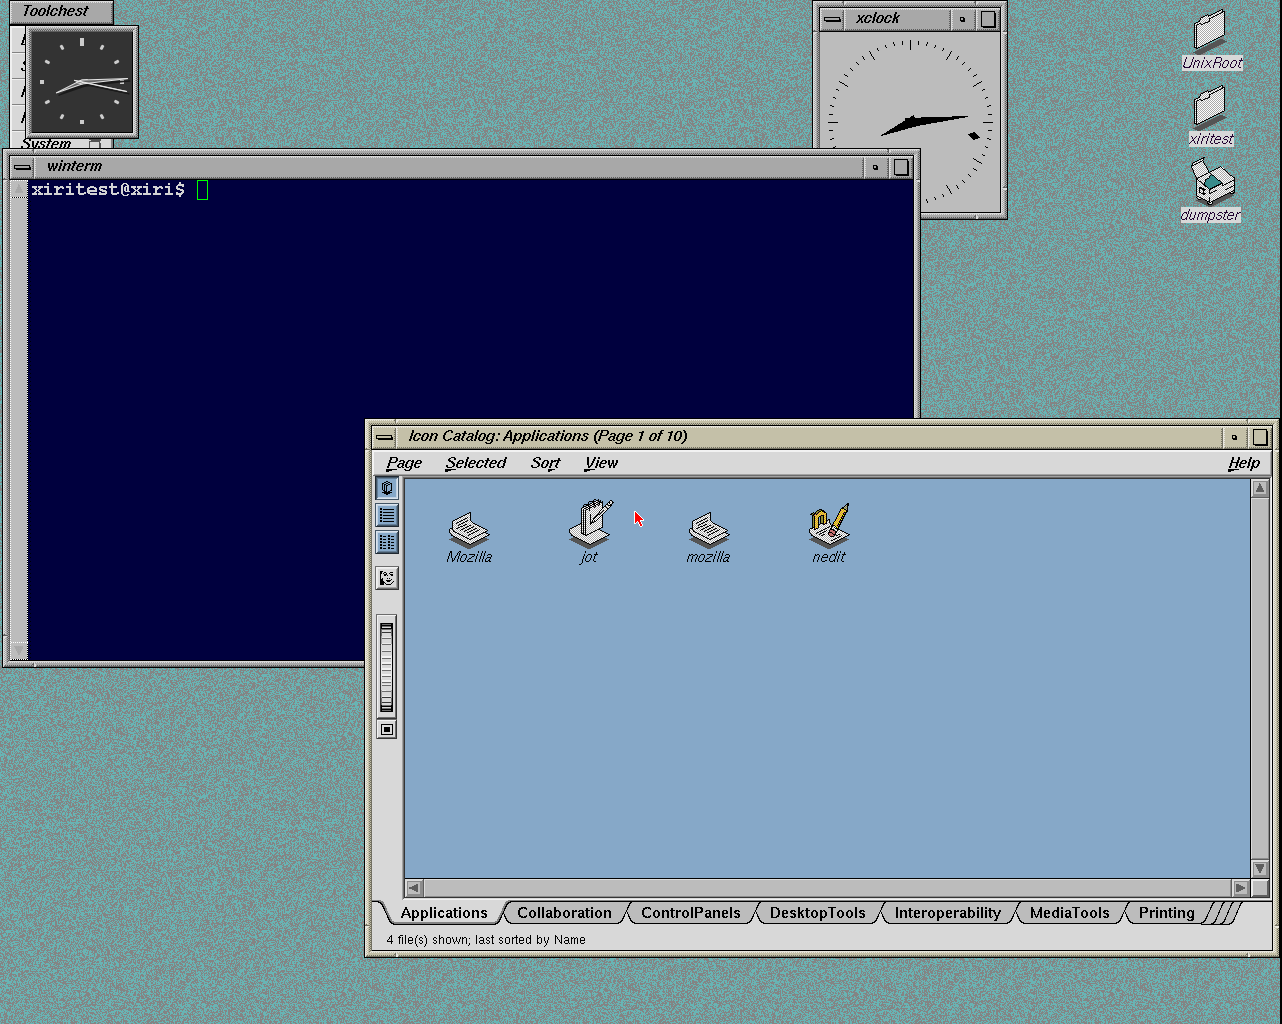 Toolchest
System
xclock
UnixRoot
xiritest
dumpster
winterm
xiritest@xiri$
Icon Catalog: Applications (Page 1 of 10)
Page Selected Sort View Help
Mozilla jot mozilla nedit
Applications Collaboration ControlPanels DesktopTools Interoperability MediaTools Printing
4 file(s) shown; last sorted by Name